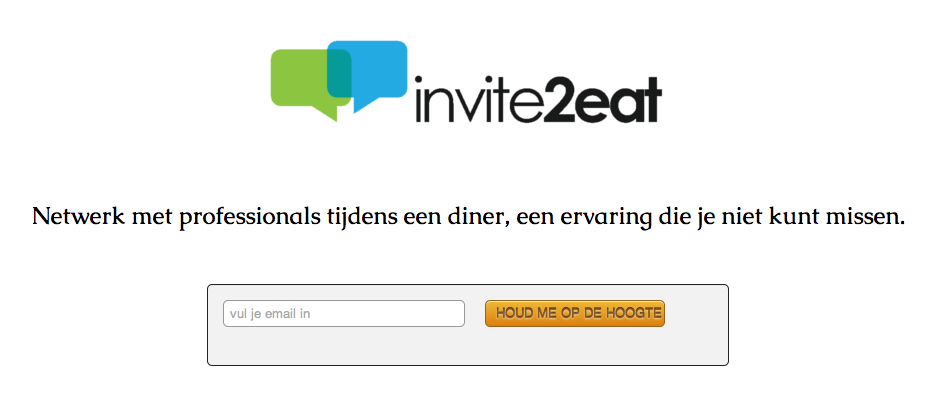 invite2eat
Netwerk met professionals tijdens een diner, een ervaring die je niet kunt missen.
vul je email in
HOUD ME OP DE HOOGTE